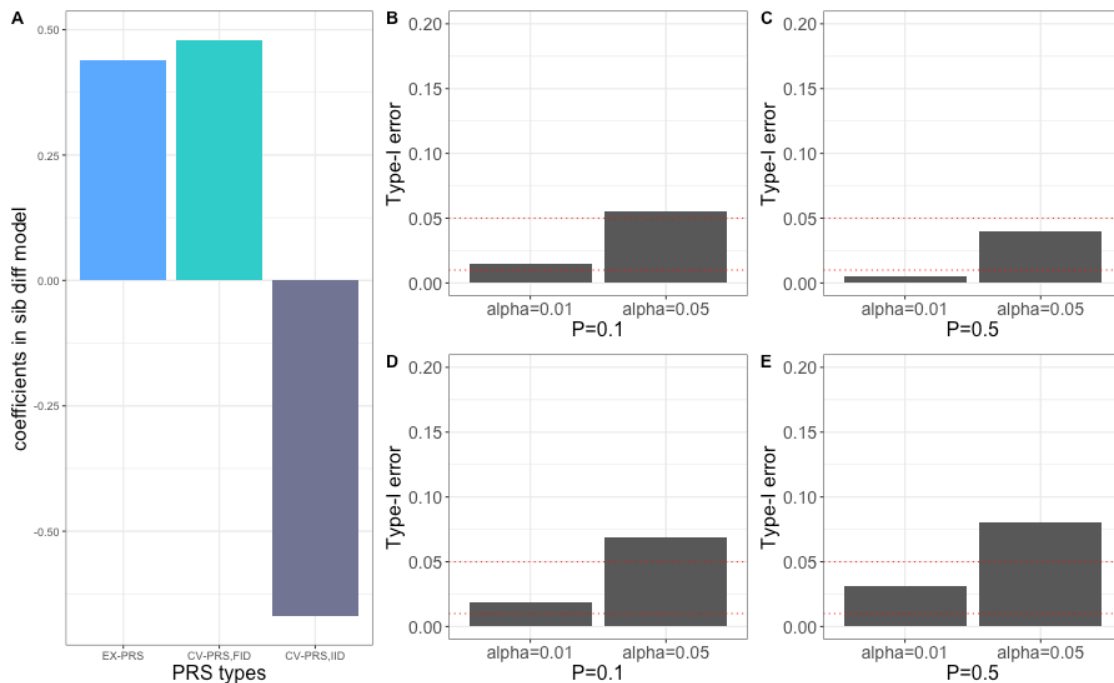 A
coefficients in sib diff model
0.50
0.25
0.00
-0.25
-0.50
EX-PRS
CV-PRS,FID
CV-PRS,IID
PRS types
B
Type-I error
0.20
0.15
0.10
0.05
0.00
alpha=0.01
alpha=0.05
P=0.1
C
Type-I error
0.20
0.15
0.10
0.05
0.00
alpha=0.01
alpha=0.05
P=0.5
D
Type-I error
0.20
0.15
0.10
0.05
0.00
alpha=0.01
alpha=0.05
P=0.1
E
Type-I error
0.20
0.15
0.10
0.05
0.00
alpha=0.01
alpha=0.05
P=0.5